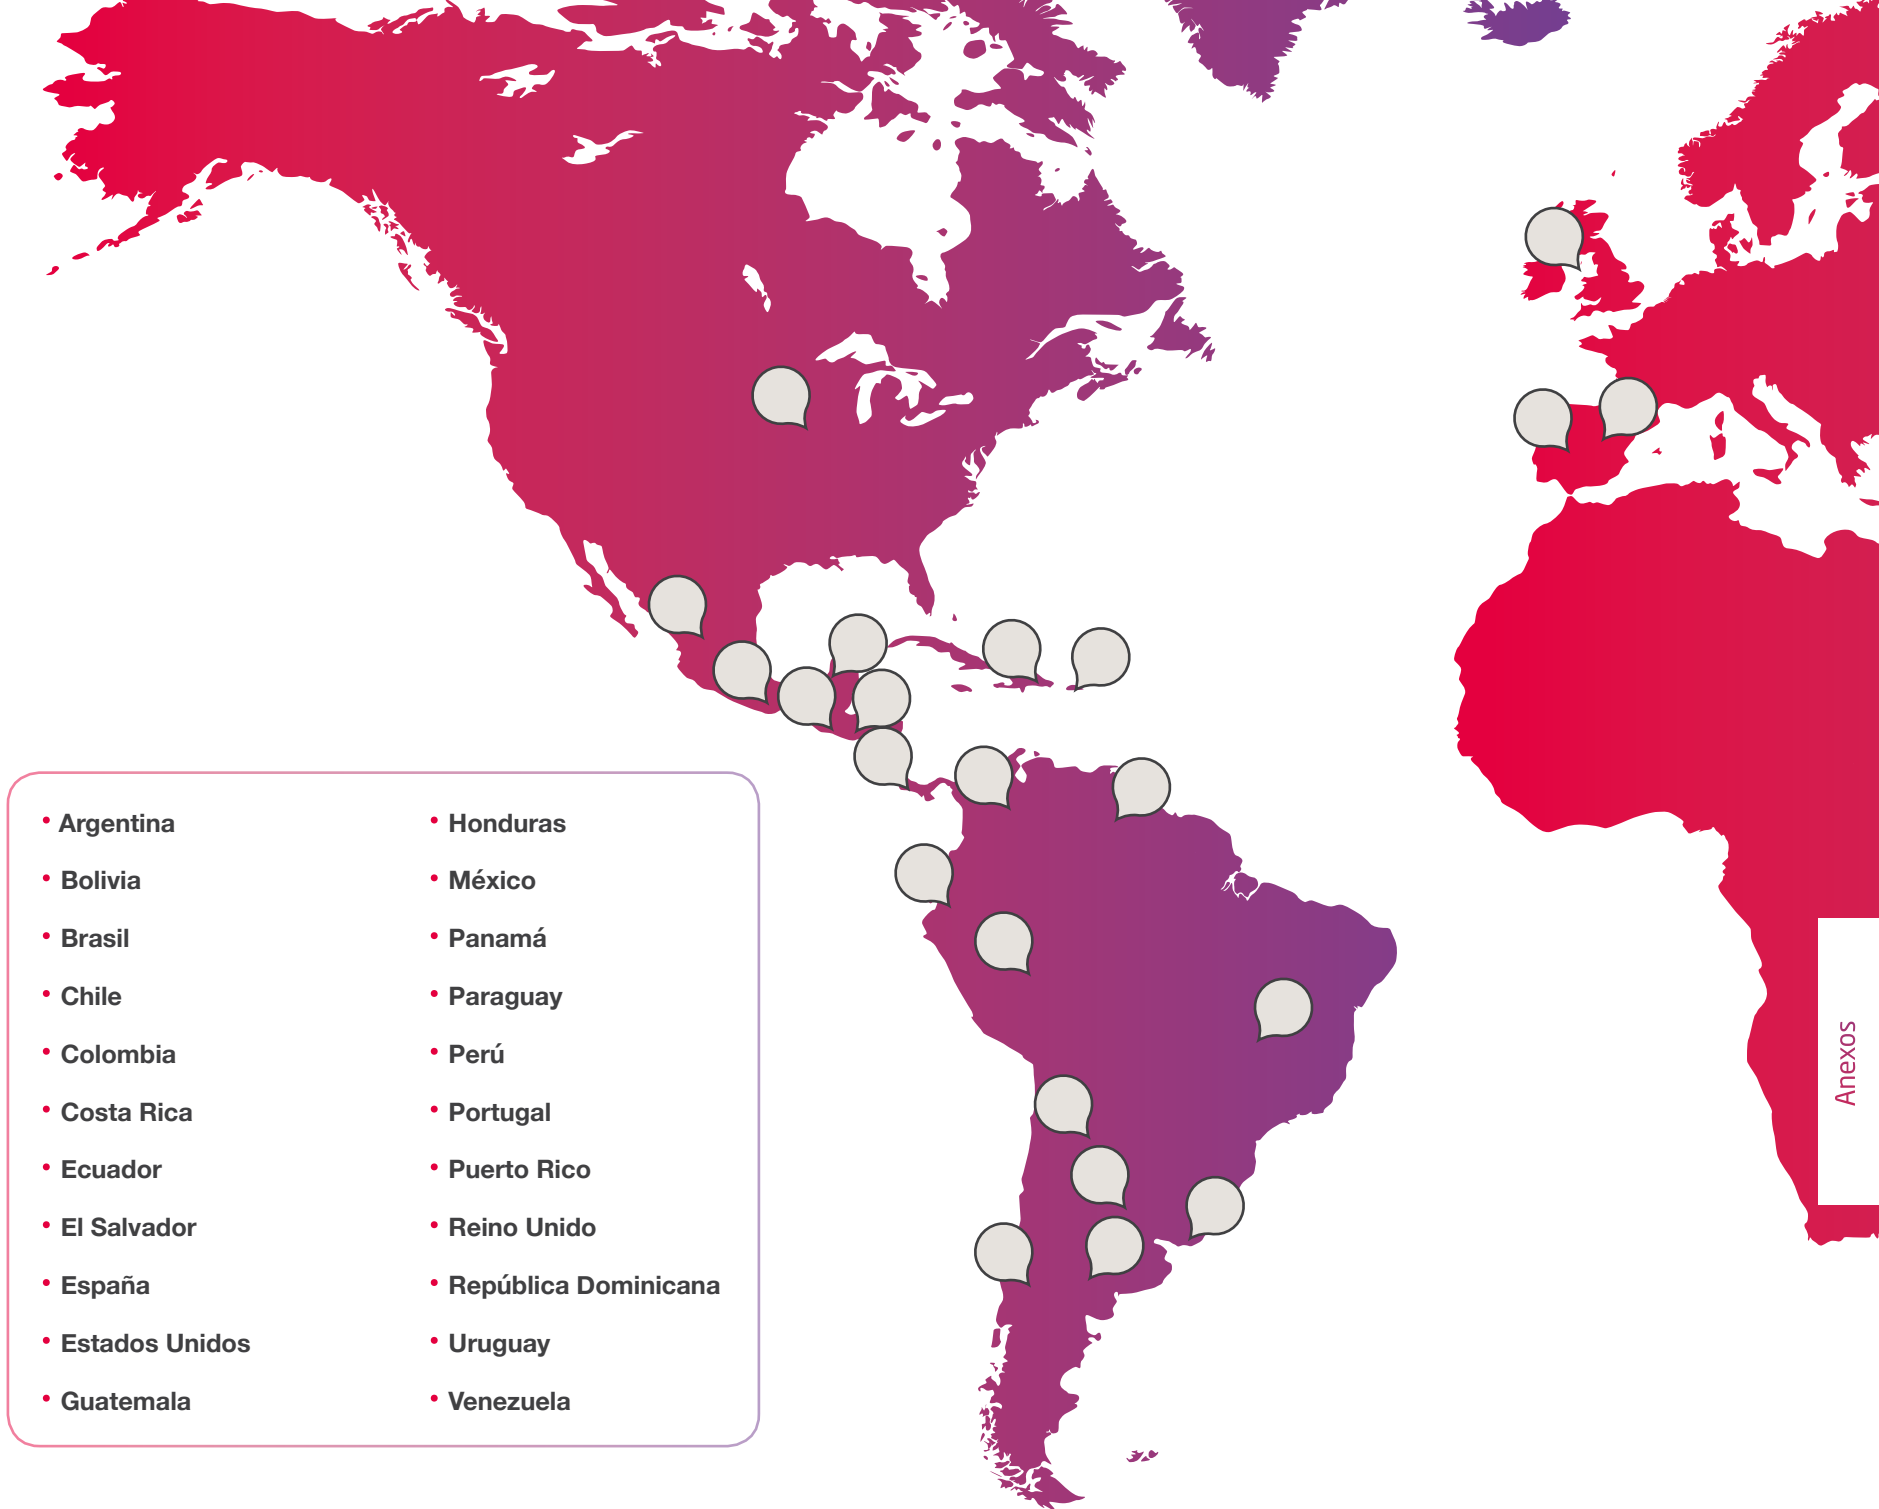 • Argentina
• Bolivia
• Brasil
• Chile
• Colombia
• Costa Rica
• Ecuador
• El Salvador
• España
• Estados Unidos
• Guatemala
• Honduras
• México
• Panamá
• Paraguay
• Perú
• Portugal
• Puerto Rico
• Reino Unido
• República Dominicana
• Uruguay
• Venezuela
Anexos